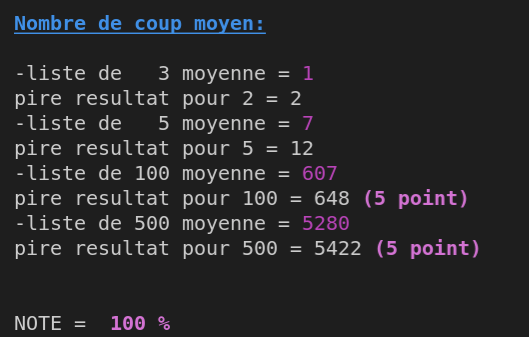 Nombre de coup moyen:
-liste de   3 moyenne = 1
pire resultat pour 2 = 2
-liste de   5 moyenne = 7
pire resultat pour 5 = 12
-liste de 100 moyenne = 607
pire resultat pour 100 = 648 (5 point)
-liste de 500 moyenne = 5280
pire resultat pour 500 = 5422 (5 point)
NOTE =  100 %